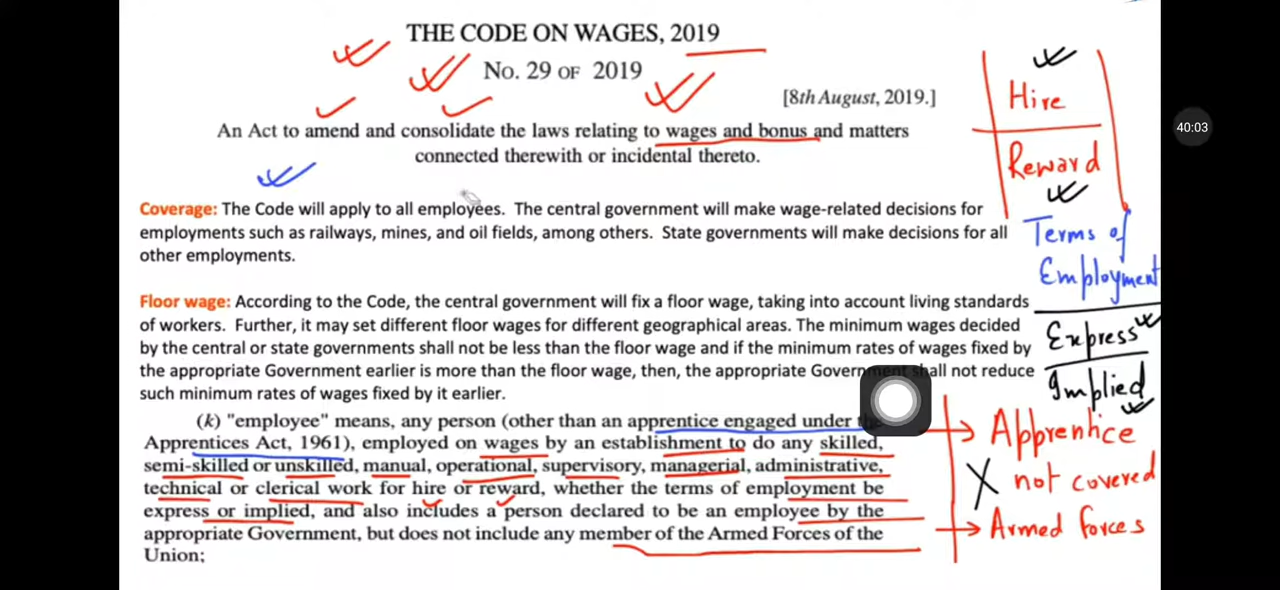 THE CODE ON WAGES, 2019
No. 29 OF 2019
[8th August, 2019.]
An Act to amend and consolidate the laws relating to wages and bonus and matters
connected therewith or incidental thereto.
Coverage: The Code will apply to all employees. The central government will make wage-related decisions for
employments such as railways, mines, and oil fields, among others. State governments will make decisions for all
other employments.
Floor wage: According to the Code, the central government will fix a floor wage, taking into account living standards
of workers. Further, it may set different floor wages for different geographical areas. The minimum wages decided
by the central or state governments shall not be less than the floor wage and if the minimum rates of wages fixed by
the appropriate Government earlier is more than the floor wage, then, the appropriate Government shall not reduce
such minimum rates of wages fixed by it earlier.
(k) "employee" means, any person (other than an apprentice engaged under the
Apprentices Act, 1961), employed on wages by an establishment to do any skilled,
semi-skilled or unskilled, manual, operational, supervisory, managerial, administrative,
technical or clerical work for hire or reward, whether the terms of employment be
express or implied, and also includes a person declared to be an employee by the
appropriate Government, but does not include any member of the Armed Forces of the
Union;
Hire
Reward
Terms of
Employment
Express
Implied
Apprentice
not covered
Armed forces
40:03